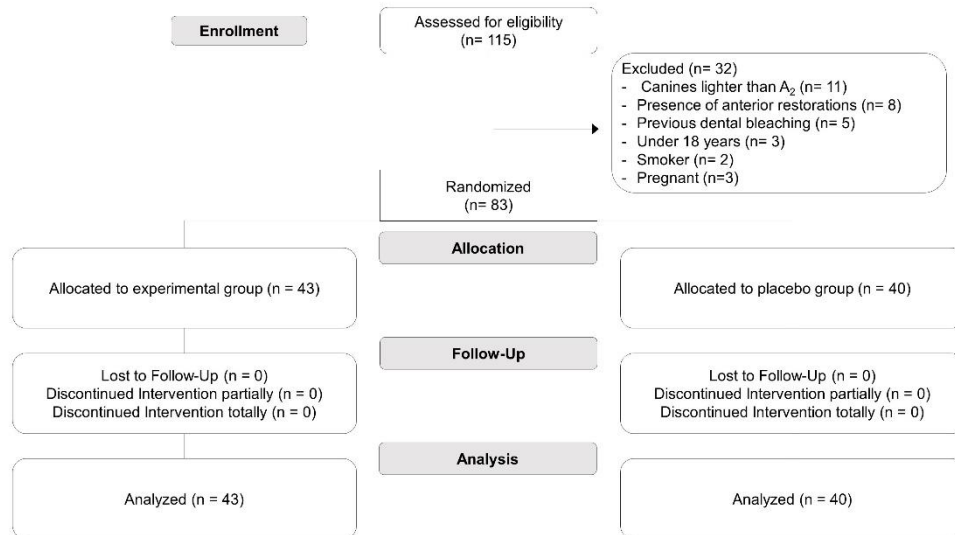 Enrollment
Assessed for eligibility
(n= 115)
Excluded (n= 32)
- Canines lighter than A₂ (n= 11)
- Presence of anterior restorations (n= 8)
- Previous dental bleaching (n= 5)
- Under 18 years (n= 3)
- Smoker (n= 2)
- Pregnant (n=3)
Randomized
(n= 83)
Allocation
Allocated to experimental group (n = 43)
Allocated to placebo group (n = 40)
Follow-Up
Lost to Follow-Up (n = 0)
Discontinued Intervention partially (n = 0)
Discontinued Intervention totally (n = 0)
Lost to Follow-Up (n = 0)
Discontinued Intervention partially (n = 0)
Discontinued Intervention totally (n = 0)
Analysis
Analyzed (n = 43)
Analyzed (n = 40)